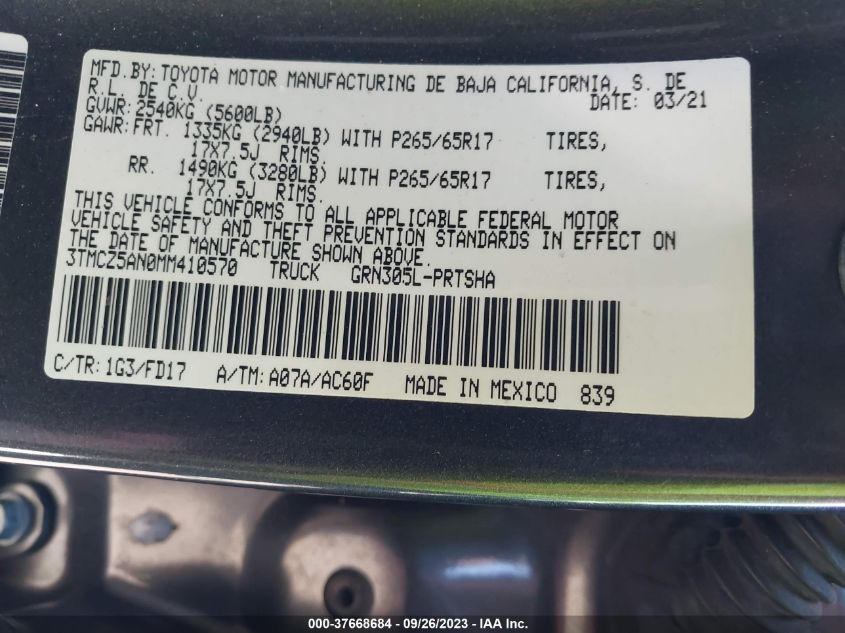 MFD.BY:TOYOTA MOTOR MANUFACTURING DE BAJA CALIFORNIA, S. DE
R.L. DE C.V.
DATE: 03/21
GVWR:2540KG (5600LB)
GAWR:FRT. 1335KG (2940LB) WITH P265/65R17 TIRES,
17X7.5J RIMS.
RR. 1490KG (3280LB) WITH P265/65R17 TIRES,
17X7.5J RIMS.
THIS VEHICLE CONFORMS TO ALL APPLICABLE FEDERAL MOTOR
VEHICLE SAFETY AND THEFT PREVENTION STANDARDS IN EFFECT ON
THE DATE OF MANUFACTURE SHOWN ABOVE.
3TMCZ5AN0MM410570 TRUCK GRN305L-PRTSHA
C/TR:1G3/FD17 A/TM:A07A/AC60F MADE IN MEXICO 839
000-37668684 - 09/26/2023 - IAA Inc.